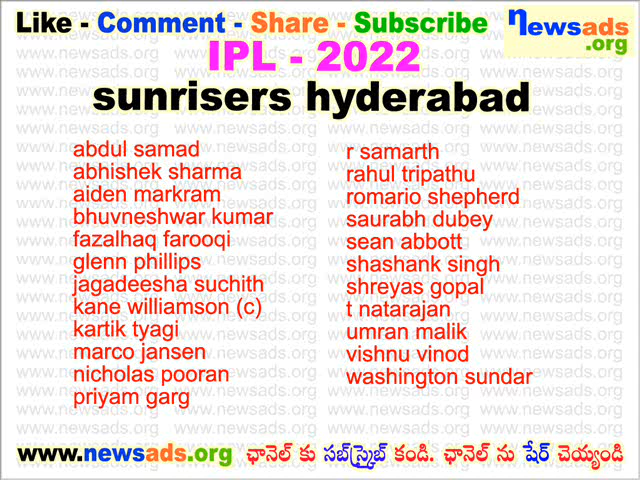 Like - Comment - Share - Subscribe
newsads
.org
IPL - 2022
sunrisers hyderabad
abdul samad
abhishek sharma
aiden markram
bhuvneshwar kumar
fazalhaq farooqi
glenn phillips
jagadeesha suchith
kane williamson (c)
kartik tyagi
marco jansen
nicholas pooran
priyam garg
r samarth
rahul tripathu
romario shepherd
saurabh dubey
sean abbott
shashank singh
shreyas gopal
t natarajan
umran malik
vishnu vinod
washington sundar
www.newsads.org ఛానెల్ కు సబ్‌స్క్రైబ్ కండి. ఛానెల్ ను షేర్ చెయ్యండి